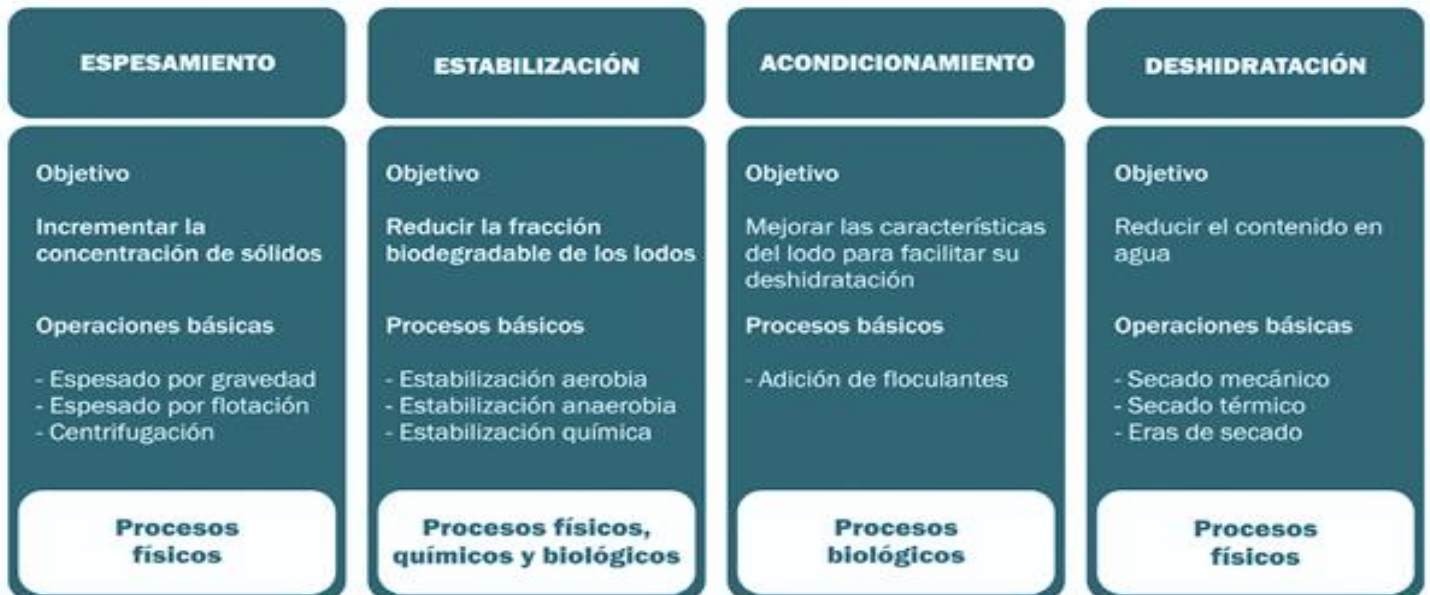 ESPESAMIENTO
Objetivo
Incrementar la
concentración de sólidos
Operaciones básicas
- Espesado por gravedad
- Espesado por flotación
- Centrifugación
Procesos
físicos
ESTABILIZACIÓN
Objetivo
Reducir la fracción
biodegradable de los lodos
Procesos básicos
- Estabilización aerobia
- Estabilización anaerobia
- Estabilización química
Procesos físicos,
químicos y biológicos
ACONDICIONAMIENTO
Objetivo
Mejorar las características
del lodo para facilitar su
deshidratación
Procesos básicos
- Adición de floculantes
Procesos
biológicos
DESHIDRATACIÓN
Objetivo
Reducir el contenido en
agua
Operaciones básicas
- Secado mecánico
- Secado térmico
- Eras de secado
Procesos
físicos